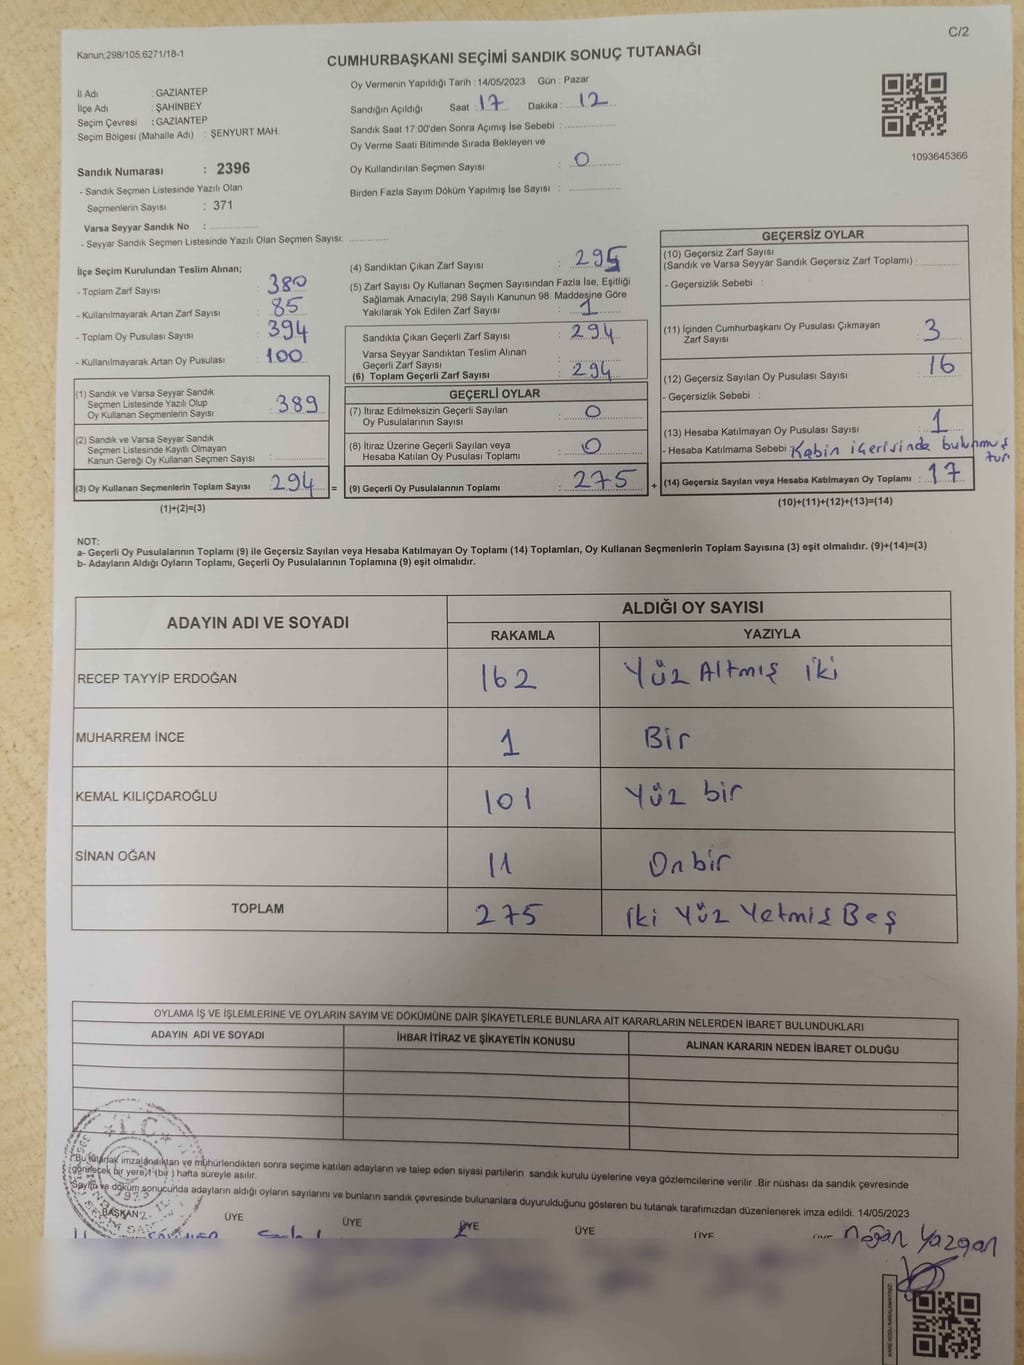 C/2
Kanun;298/105,6271/18-1
CUMHURBAŞKANI SEÇİMİ SANDIK SONUÇ TUTANAĞI
İl Adı : GAZIANTEP
İlçe Adı : ŞAHİNBEY
Seçim Çevresi : GAZIANTEP
Seçim Bölgesi (Mahalle Adı) : ŞENYURT MAH.
Sandık Numarası : 2396
- Sandık Seçmen Listesinde Yazılı Olan
Seçmenlerin Sayısı : 371
Varsa Seyyar Sandık No :
- Seyyar Sandık Seçmen Listesinde Yazılı Olan Seçmen Sayısı:
Oy Vermenin Yapıldığı Tarih : 14/05/2023 Gün : Pazar
Sandığın Açıldığı Saat : 17 Dakika : 12
Sandık Saat 17:00'den Sonra Açımış İse Sebebi :
Oy Verme Saati Bitiminde Sırada Bekleyen ve
Oy Kullandırılan Seçmen Sayısı : 0
Birden Fazla Sayım Döküm Yapılmış İse Sayısı :
1093645366
İlçe Seçim Kurulundan Teslim Alınan;
- Toplam Zarf Sayısı : 380
- Kullanılmayarak Artan Zarf Sayısı : 85
- Toplam Oy Pusulası Sayısı : 394
- Kullanılmayarak Artan Oy Pusulası : 100
(1) Sandık ve Varsa Seyyar Sandık
Seçmen Listesinde Yazılı Olup
Oy Kullanan Seçmenlerin Sayısı : 389
(2) Sandık ve Varsa Seyyar Sandık
Seçmen Listesinde Kayıtlı Olmayan
Kanun Gereği Oy Kullanan Seçmen Sayısı :
(3) Oy Kullanan Seçmenlerin Toplam Sayısı : 294 =
(1)+(2)=(3)
(4) Sandıktan Çıkan Zarf Sayısı : 295
(5) Zarf Sayısı Oy Kullanan Seçmen Sayısından Fazla İse, Eşitliği
Sağlamak Amacıyla, 298 Sayılı Kanunun 98. Maddesine Göre
Yakılarak Yok Edilen Zarf Sayısı : 1
Sandıkta Çıkan Geçerli Zarf Sayısı : 294
Varsa Seyyar Sandıktan Teslim Alınan
Geçerli Zarf Sayısı :
(6) Toplam Geçerli Zarf Sayısı : 294
GEÇERLİ OYLAR
(7) İtiraz Edilmeksizin Geçerli Sayılan
Oy Pusulalarının Sayısı : 0
(8) İtiraz Üzerine Geçerli Sayılan veya
Hesaba Katılan Oy Pusulası Toplamı : 0
(9) Geçerli Oy Pusulalarının Toplamı : 275 +
GEÇERSİZ OYLAR
(10) Geçersiz Zarf Sayısı
(Sandık ve Varsa Seyyar Sandık Geçersiz Zarf Toplamı) :
- Geçersizlik Sebebi :
(11) İçinden Cumhurbaşkanı Oy Pusulası Çıkmayan
Zarf Sayısı : 3
(12) Geçersiz Sayılan Oy Pusulası Sayısı : 16
- Geçersizlik Sebebi :
(13) Hesaba Katılmayan Oy Pusulası Sayısı : 1
- Hesaba Katılmama Sebebi : Kabin içerisinde bulunmuş
tur
(14) Geçersiz Sayılan veya Hesaba Katılmayan Oy Toplamı : 17
(10)+(11)+(12)+(13)=(14)
NOT:
a- Geçerli Oy Pusulalarının Toplamı (9) ile Geçersiz Sayılan veya Hesaba Katılmayan Oy Toplamı (14) Toplamları, Oy Kullanan Seçmenlerin Toplam Sayısına (3) eşit olmalıdır. (9)+(14)=(3)
b- Adayların Aldığı Oyların Toplamı, Geçerli Oy Pusulalarının Toplamına (9) eşit olmalıdır.
ADAYIN ADI VE SOYADI ALDIĞI OY SAYISI
RAKAMLA YAZIYLA
RECEP TAYYİP ERDOĞAN 162 Yüz Altmış iki
MUHARREM İNCE 1 Bir
KEMAL KILIÇDAROĞLU 101 Yüz bir
SİNAN OĞAN 11 On bir
TOPLAM 275 iki Yüz Yetmiş Beş
OYLAMA İŞ VE İŞLEMLERİNE VE OYLARIN SAYIM VE DÖKÜMÜNE DAİR ŞİKAYETLERLE BUNLARA AİT KARARLARIN NELERDEN İBARET BULUNDUKLARI
ADAYIN ADI VE SOYADI İHBAR İTİRAZ VE ŞİKAYETİN KONUSU ALINAN KARARIN NEDEN İBARET OLDUĞU
T.C.
Bu tutanak imzalandıktan ve mühürlendikten sonra seçime katılan adayların ve talep eden siyasi partilerin sandık kurulu üyelerine veya gözlemcilerine verilir .Bir nüshası da sandık çevresinde
görülecek bir yere 1 (bir) hafta süreyle asılır.
Sayım ve döküm sonucunda adayların aldığı oyların sayılarını ve bunların sandık çevresinde bulunanlara duyurulduğunu gösteren bu tutanak tarafımızdan düzenlenerek imza edildi. 14/05/2023
BAŞKAN ÜYE ÜYE ÜYE ÜYE ÜYE
Doğan Yazgan